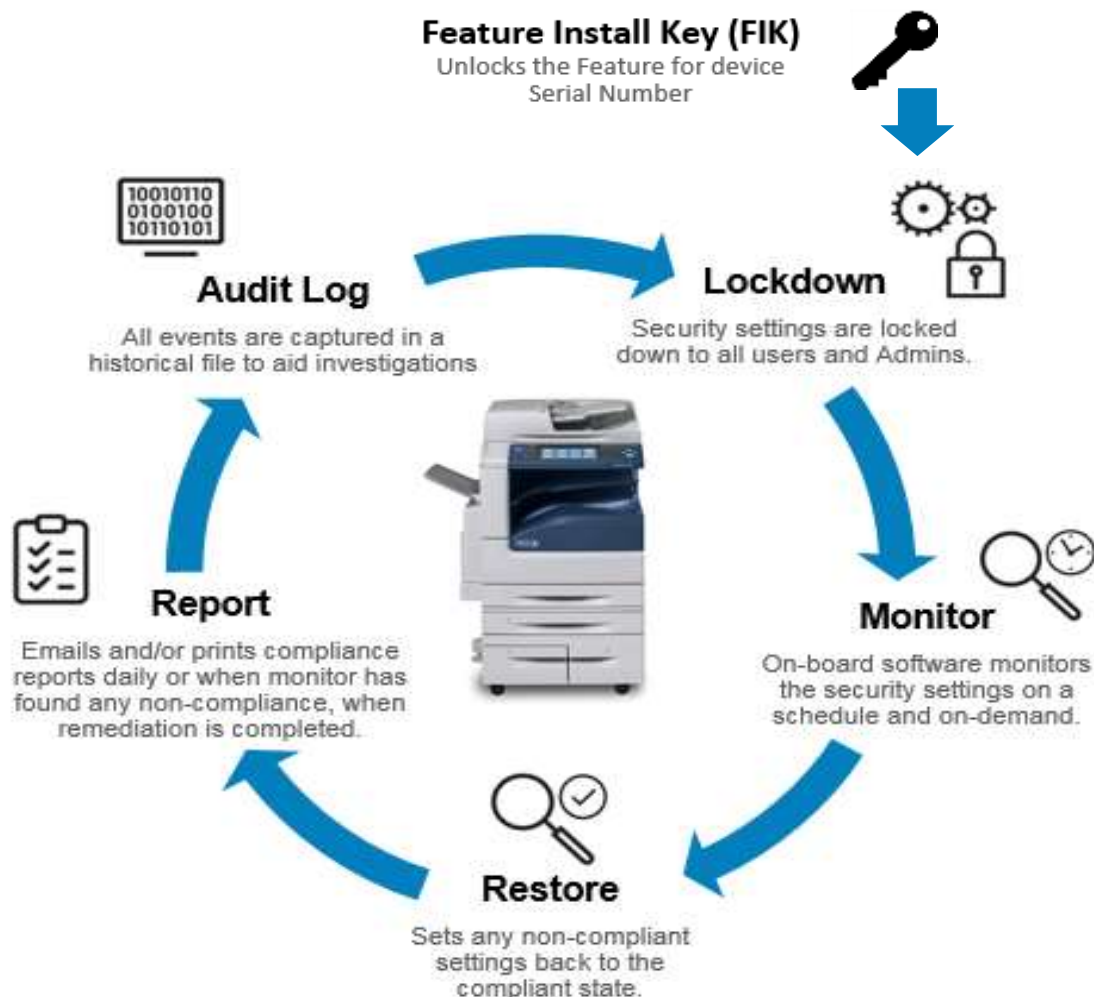 Feature Install Key (FIK)
Unlocks the Feature for device
Serial Number
10010110
0100100
10110101
Audit Log
All events are captured in a
historical file to aid investigations
Lockdown
Security settings are locked
down to all users and Admins.
Monitor
On-board software monitors
the security settings on a
schedule and on-demand.
Restore
Sets any non-compliant
settings back to the
compliant state.
Report
Emails and/or prints compliance
reports daily or when monitor has
found any non-compliance, when
remediation is completed.